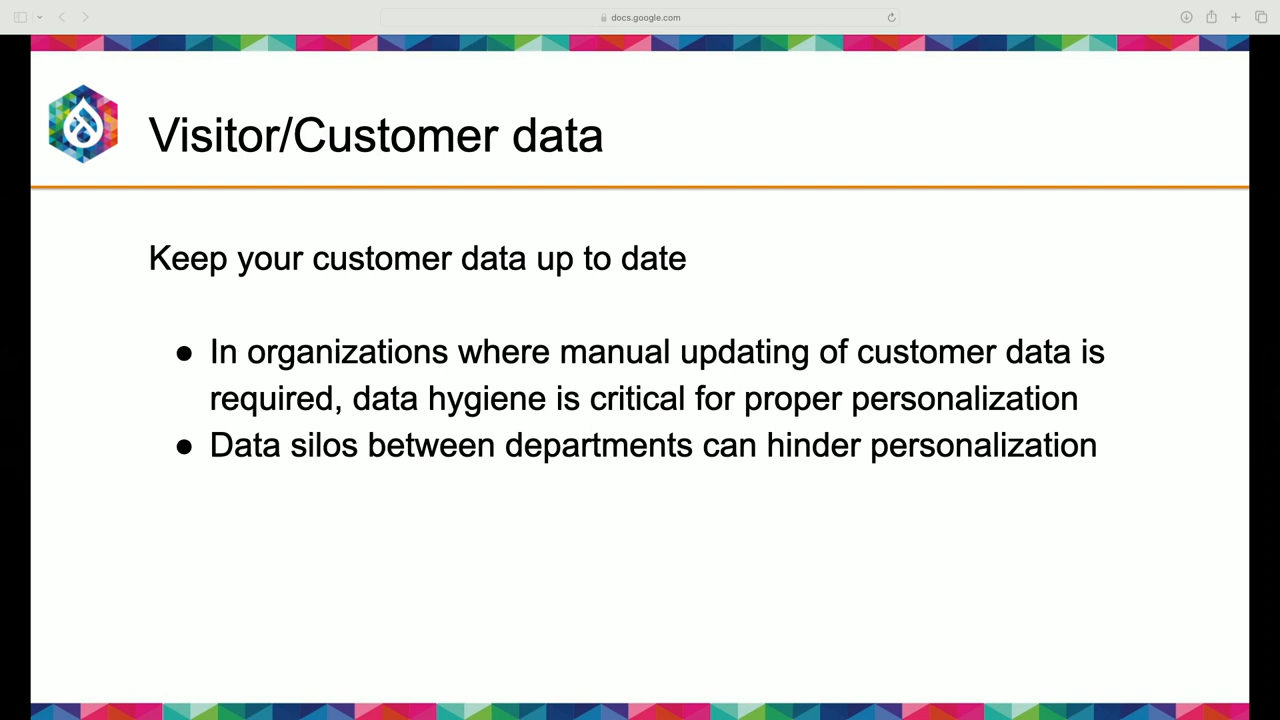 docs.google.com
Visitor/Customer data
Keep your customer data up to date
● In organizations where manual updating of customer data is
required, data hygiene is critical for proper personalization
● Data silos between departments can hinder personalization